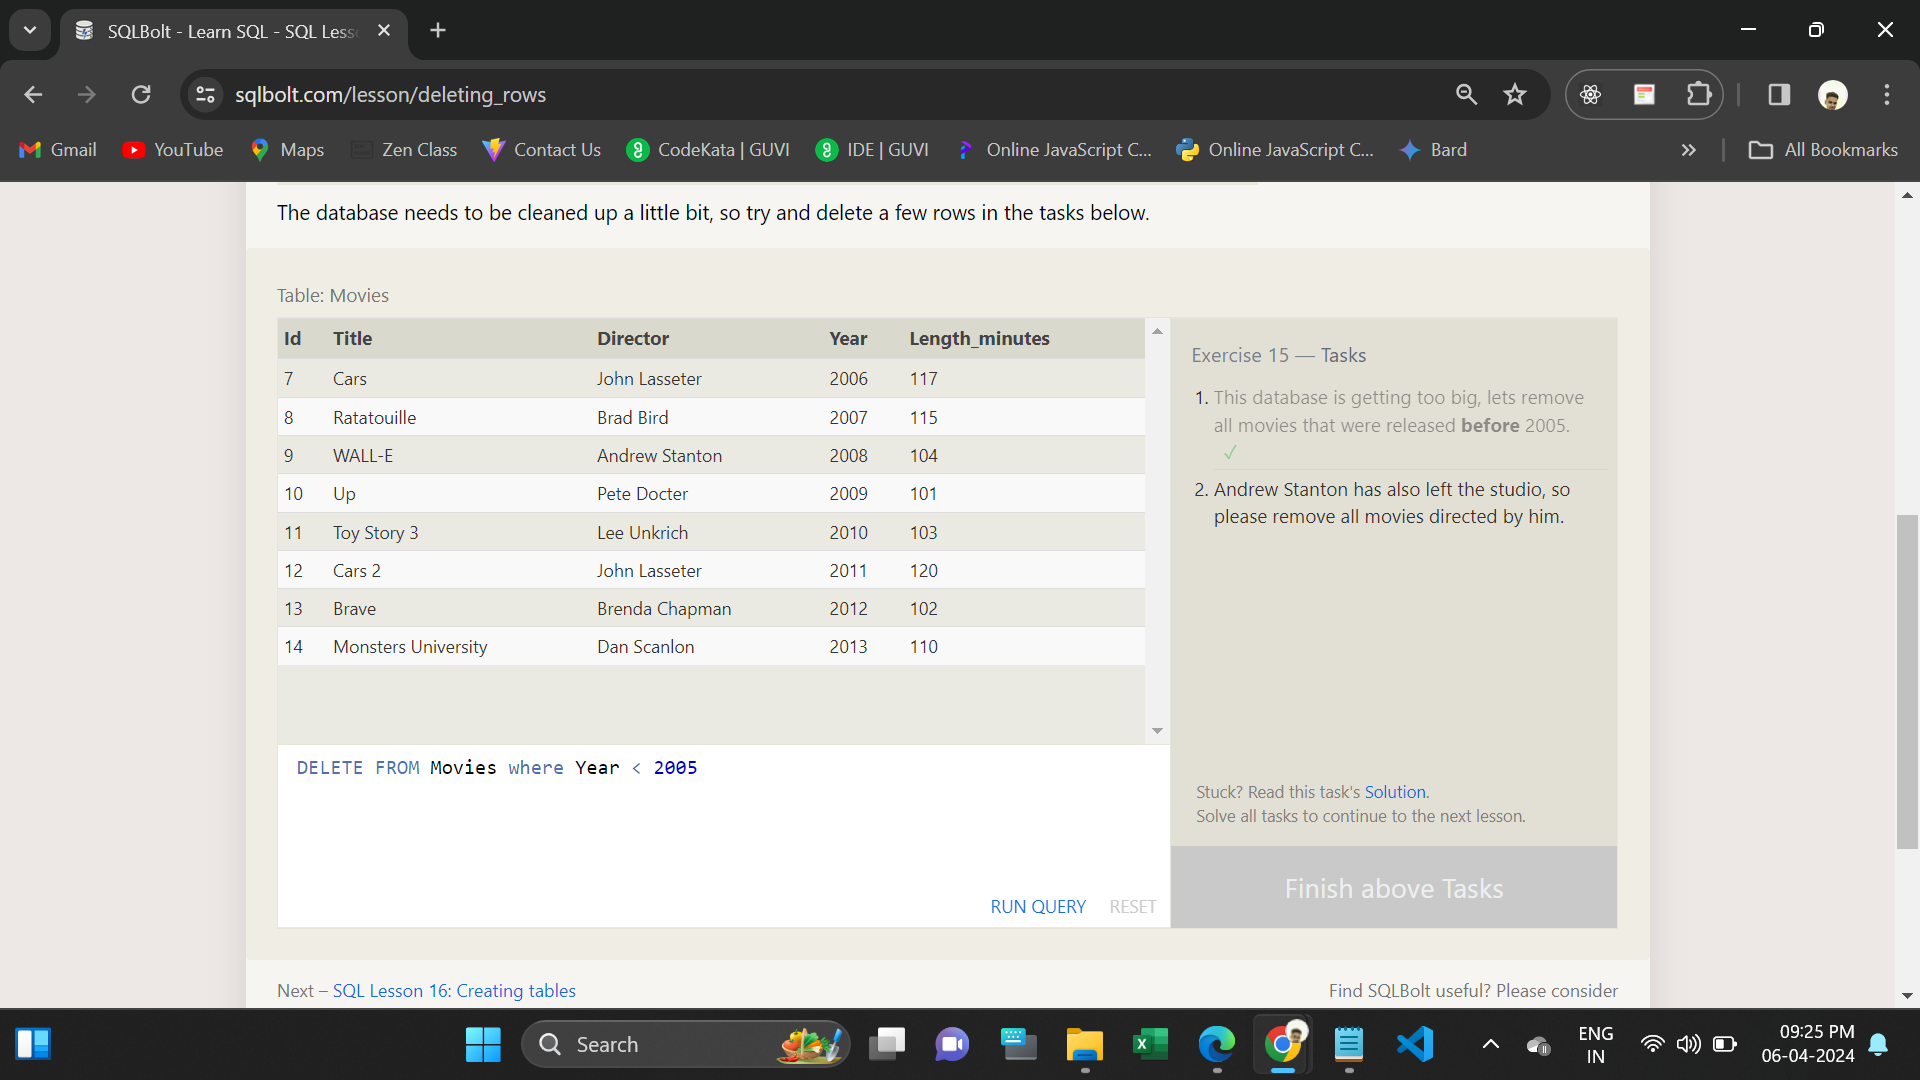 SQLBolt - Learn SQL - SQL Less
sqlbolt.com/lesson/deleting_rows
Gmail YouTube Maps Zen Class Contact Us CodeKata | GUVI IDE | GUVI Online JavaScript C... Online JavaScript C... Bard » All Bookmarks
The database needs to be cleaned up a little bit, so try and delete a few rows in the tasks below.
Table: Movies
Id Title Director Year Length_minutes
7 Cars John Lasseter 2006 117
8 Ratatouille Brad Bird 2007 115
9 WALL-E Andrew Stanton 2008 104
10 Up Pete Docter 2009 101
11 Toy Story 3 Lee Unkrich 2010 103
12 Cars 2 John Lasseter 2011 120
13 Brave Brenda Chapman 2012 102
14 Monsters University Dan Scanlon 2013 110
DELETE FROM Movies where Year < 2005
RUN QUERY RESET
Exercise 15 — Tasks
1. This database is getting too big, lets remove
all movies that were released before 2005.
✓
2. Andrew Stanton has also left the studio, so
please remove all movies directed by him.
Stuck? Read this task's Solution.
Solve all tasks to continue to the next lesson.
Finish above Tasks
Next – SQL Lesson 16: Creating tables
Find SQLBolt useful? Please consider
Search
ENG
IN
09:25 PM
06-04-2024